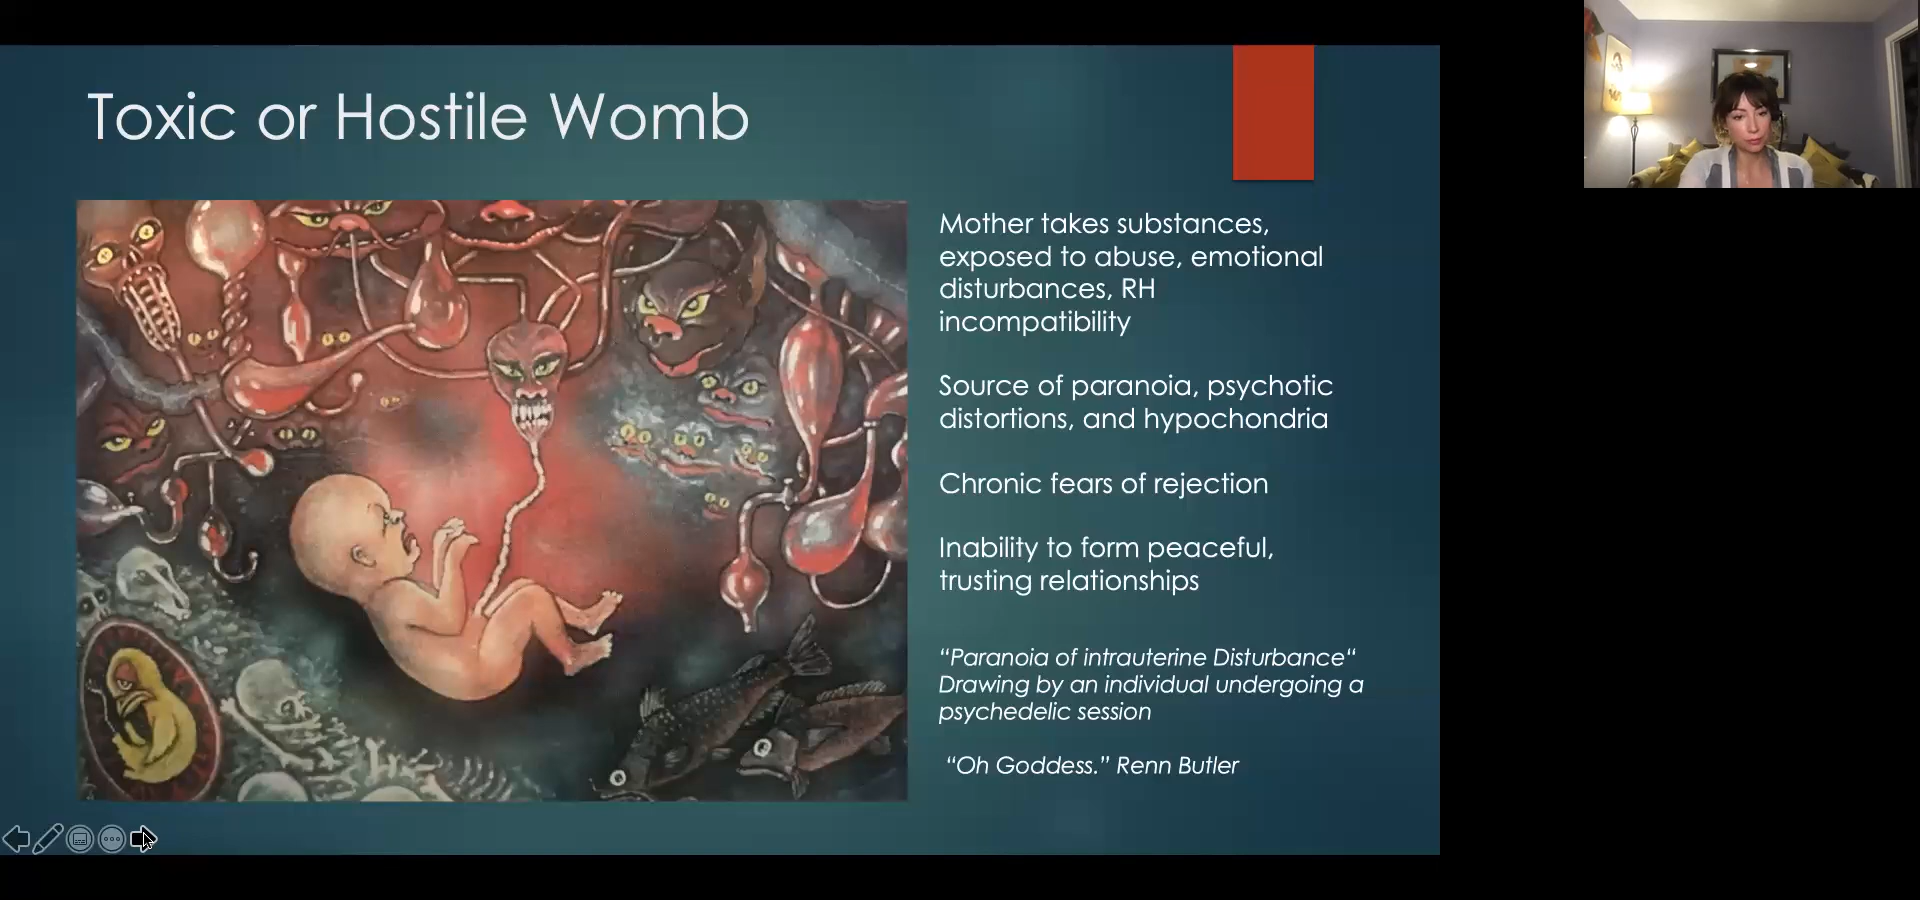 Toxic or Hostile Womb
Mother takes substances,
exposed to abuse, emotional
disturbances, RH
incompatibility
Source of paranoia, psychotic
distortions, and hypochondria
Chronic fears of rejection
Inability to form peaceful,
trusting relationships
“Paranoia of intrauterine Disturbance“
Drawing by an individual undergoing a
psychedelic session
“Oh Goddess.” Renn Butler